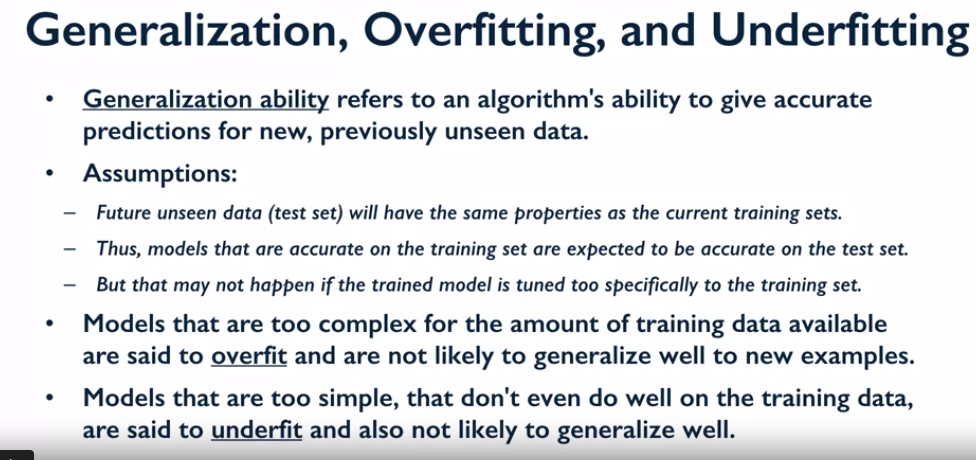 Generalization, Overfitting, and Underfitting
• Generalization ability refers to an algorithm's ability to give accurate
predictions for new, previously unseen data.
• Assumptions:
– Future unseen data (test set) will have the same properties as the current training sets.
– Thus, models that are accurate on the training set are expected to be accurate on the test set.
– But that may not happen if the trained model is tuned too specifically to the training set.
• Models that are too complex for the amount of training data available
are said to overfit and are not likely to generalize well to new examples.
• Models that are too simple, that don't even do well on the training data,
are said to underfit and also not likely to generalize well.